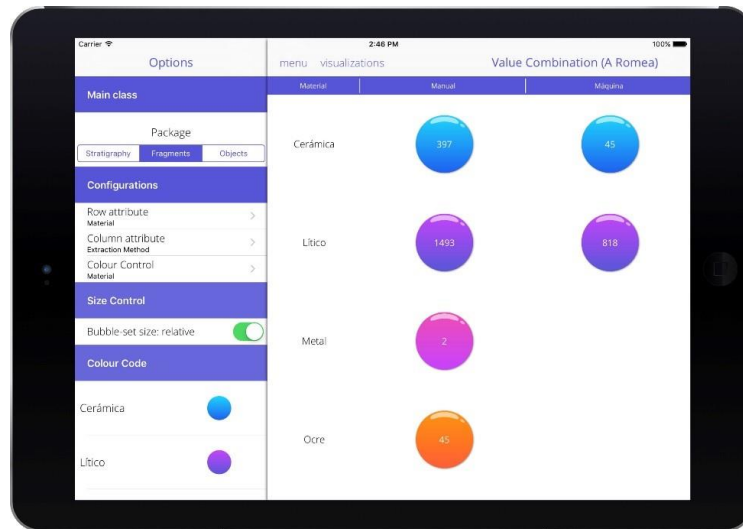 Carrier
2:46 PM
100%
Options
menu visualizations
Value Combination (A Romea)
Main class
Package
Stratigraphy Fragments Objects
Configurations
Row attribute
Material
Column attribute
Extraction Method
Colour Control
Material
Size Control
Bubble-set size: relative
Colour Code
Cerámica
Lítico
Material Manual Máquina
Cerámica 397 45
Lítico 1493 818
Metal 2
Ocre 45